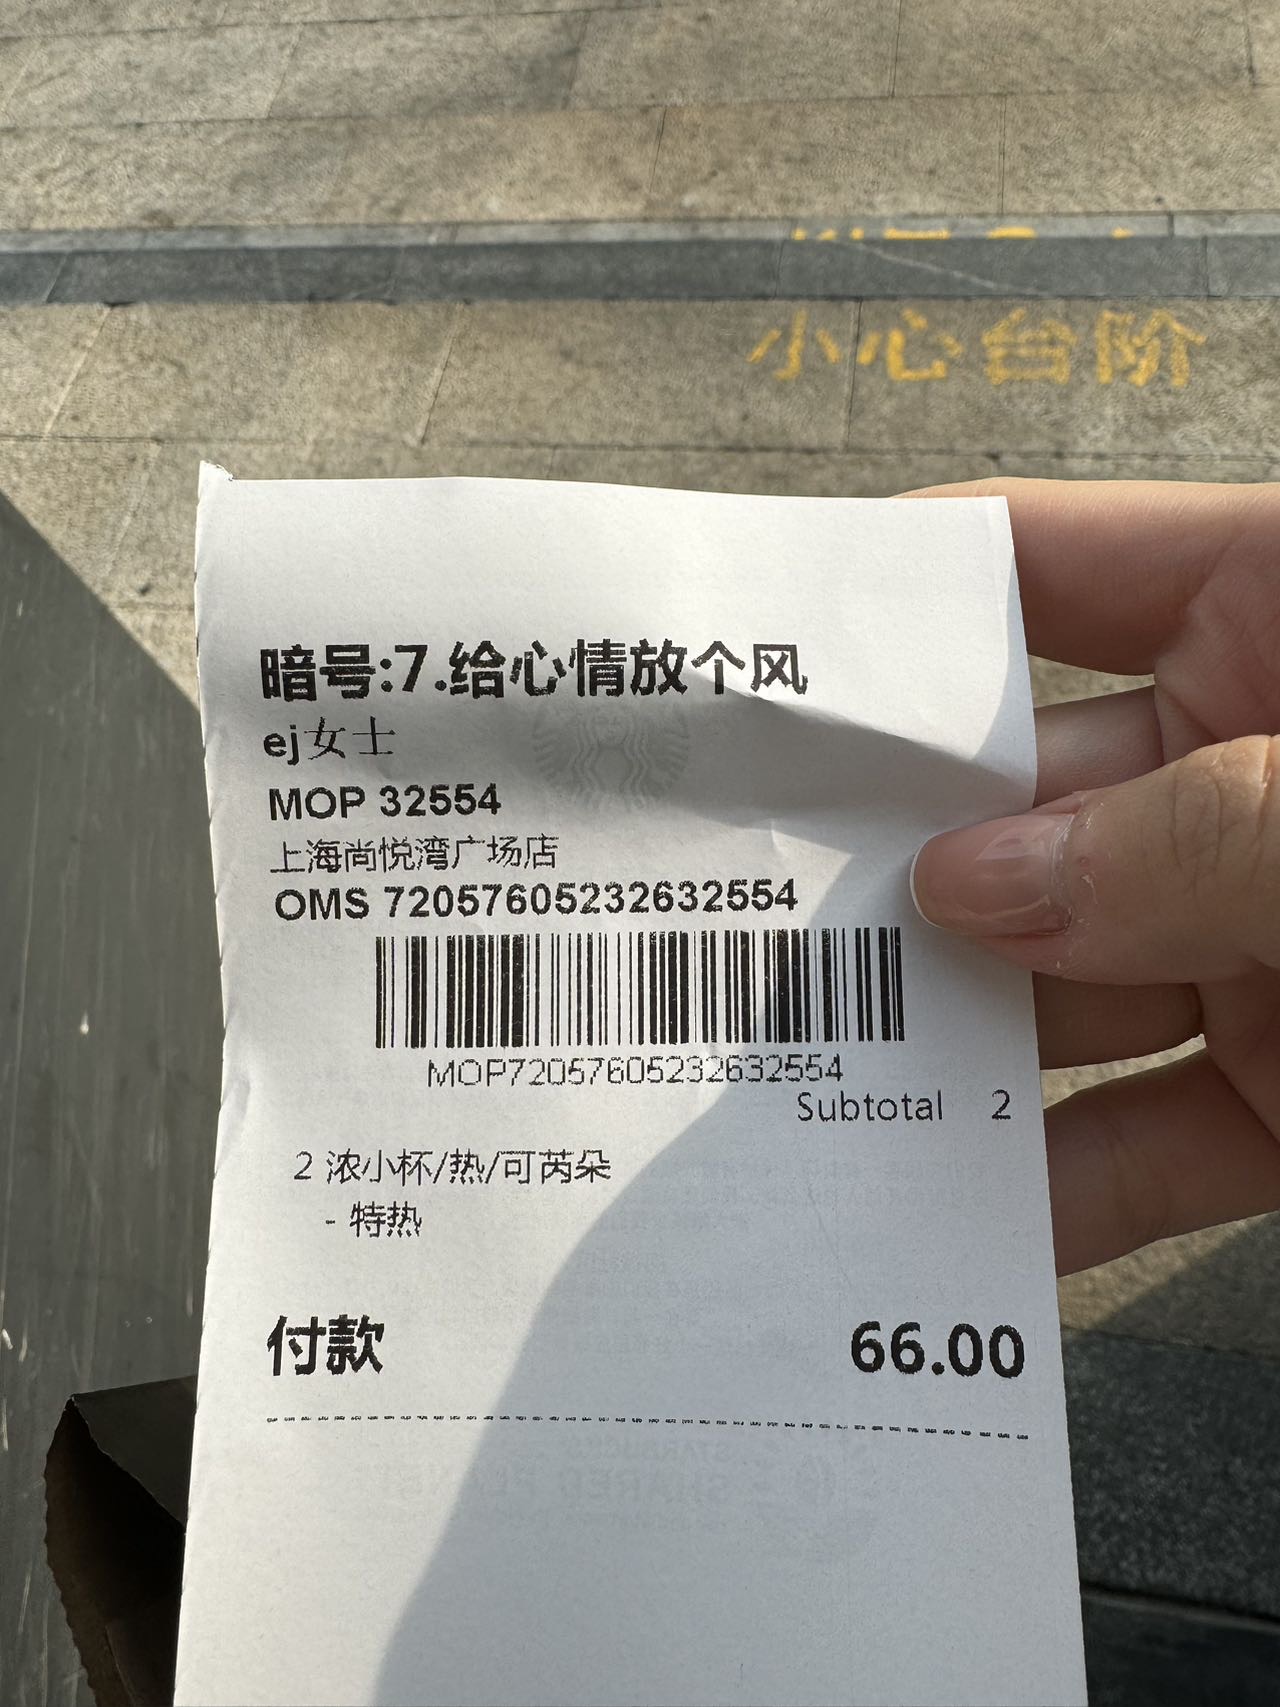 小心台阶
暗号:7.给心情放个风
ej女士
MOP 32554
上海尚悦湾广场店
OMS 72057605232632554
MOP72057605232632554
Subtotal 2
2 浓小杯/热/可芮朵
- 特热
付款 66.00